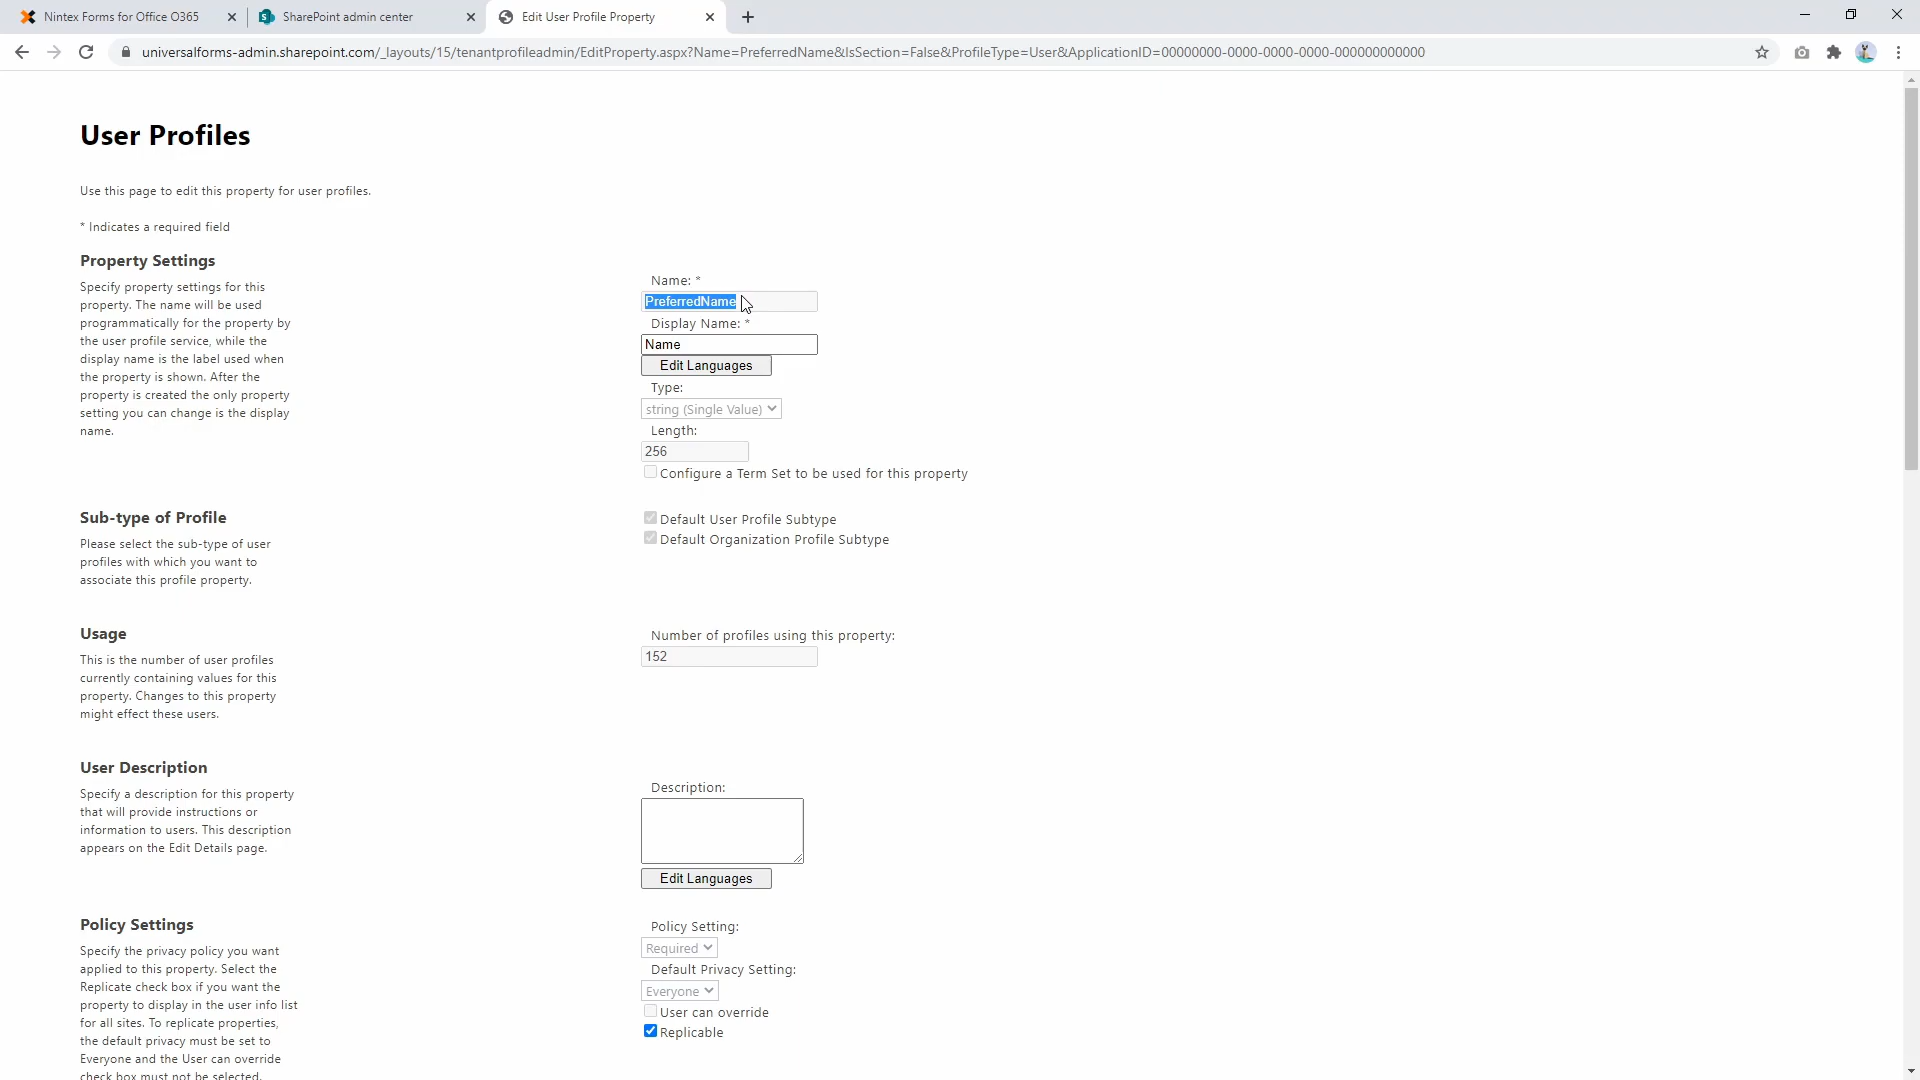 Nintex Forms for Office O365
SharePoint admin center
Edit User Profile Property
universalforms-admin.sharepoint.com/_layouts/15/tenantprofileadmin/EditProperty.aspx?Name=PreferredName&IsSection=False&ProfileType=User&ApplicationID=00000000-0000-0000-0000-000000000000
User Profiles
Use this page to edit this property for user profiles.
* Indicates a required field
Property Settings
Specify property settings for this
property. The name will be used
programmatically for the property by
the user profile service, while the
display name is the label used when
the property is shown. After the
property is created the only property
setting you can change is the display
name.
Name: *
PreferredName
Display Name: *
Name
Edit Languages
Type:
string (Single Value)
Length:
256
Configure a Term Set to be used for this property
Sub-type of Profile
Please select the sub-type of user
profiles with which you want to
associate this profile property.
Default User Profile Subtype
Default Organization Profile Subtype
Usage
This is the number of user profiles
currently containing values for this
property. Changes to this property
might effect these users.
Number of profiles using this property:
152
User Description
Specify a description for this property
that will provide instructions or
information to users. This description
appears on the Edit Details page.
Description:
Edit Languages
Policy Settings
Specify the privacy policy you want
applied to this property. Select the
Replicate check box if you want the
property to display in the user info list
for all sites. To replicate properties,
the default privacy must be set to
Everyone and the User can override
check box must not be selected.
Policy Setting:
Required
Default Privacy Setting:
Everyone
User can override
Replicable